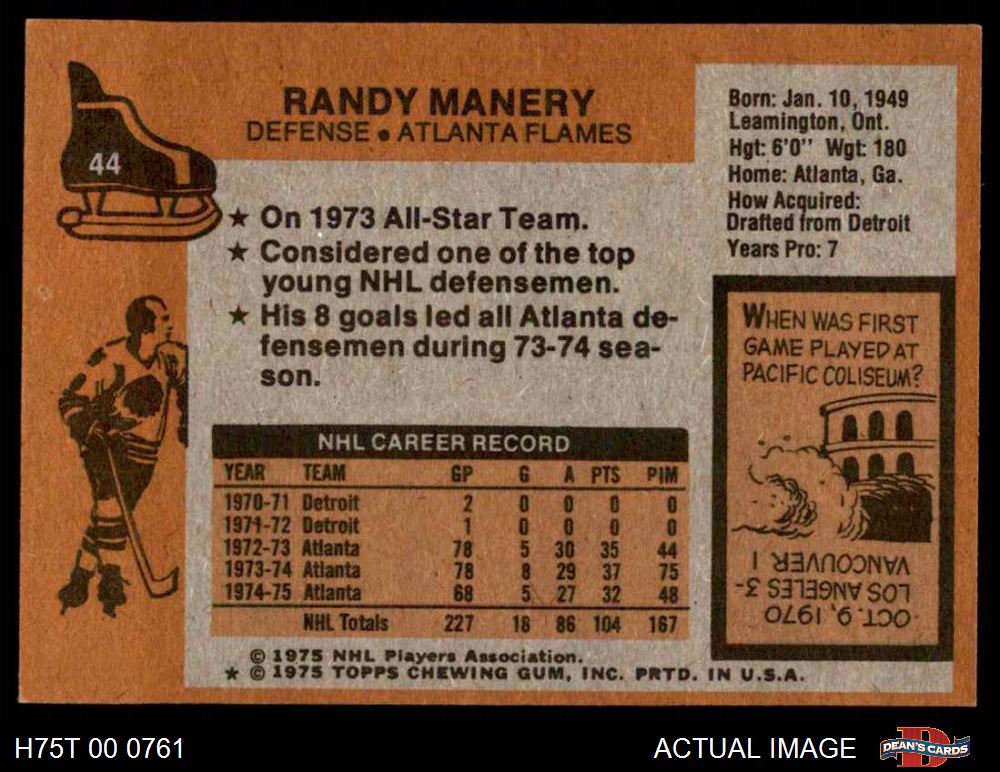 RANDY MANERY
DEFENSE • ATLANTA FLAMES
44
★ On 1973 All-Star Team.
★ Considered one of the top
young NHL defensemen.
★ His 8 goals led all Atlanta de-
fensemen during 73-74 sea-
son.
NHL CAREER RECORD
YEAR TEAM GP G A PTS PIM
1970-71 Detroit 2 0 0 0 0
1971-72 Detroit 1 0 0 0 0
1972-73 Atlanta 78 5 30 35 44
1973-74 Atlanta 78 8 29 37 75
1974-75 Atlanta 68 5 27 32 48
NHL Totals 227 18 86 104 167
© 1975 NHL Players Association.
★ © 1975 TOPPS CHEWING GUM, INC. PRTD. IN U.S.A.
Born: Jan. 10, 1949
Leamington, Ont.
Hgt: 6'0" Wgt: 180
Home: Atlanta, Ga.
How Acquired:
Drafted from Detroit
Years Pro: 7
WHEN WAS FIRST
GAME PLAYED AT
PACIFIC COLISEUM?
OCT. 9, 1970
LOS ANGELES 3-
VANCOUVER 1
H75T 00 0761
ACTUAL IMAGE
DEAN'S CARDS